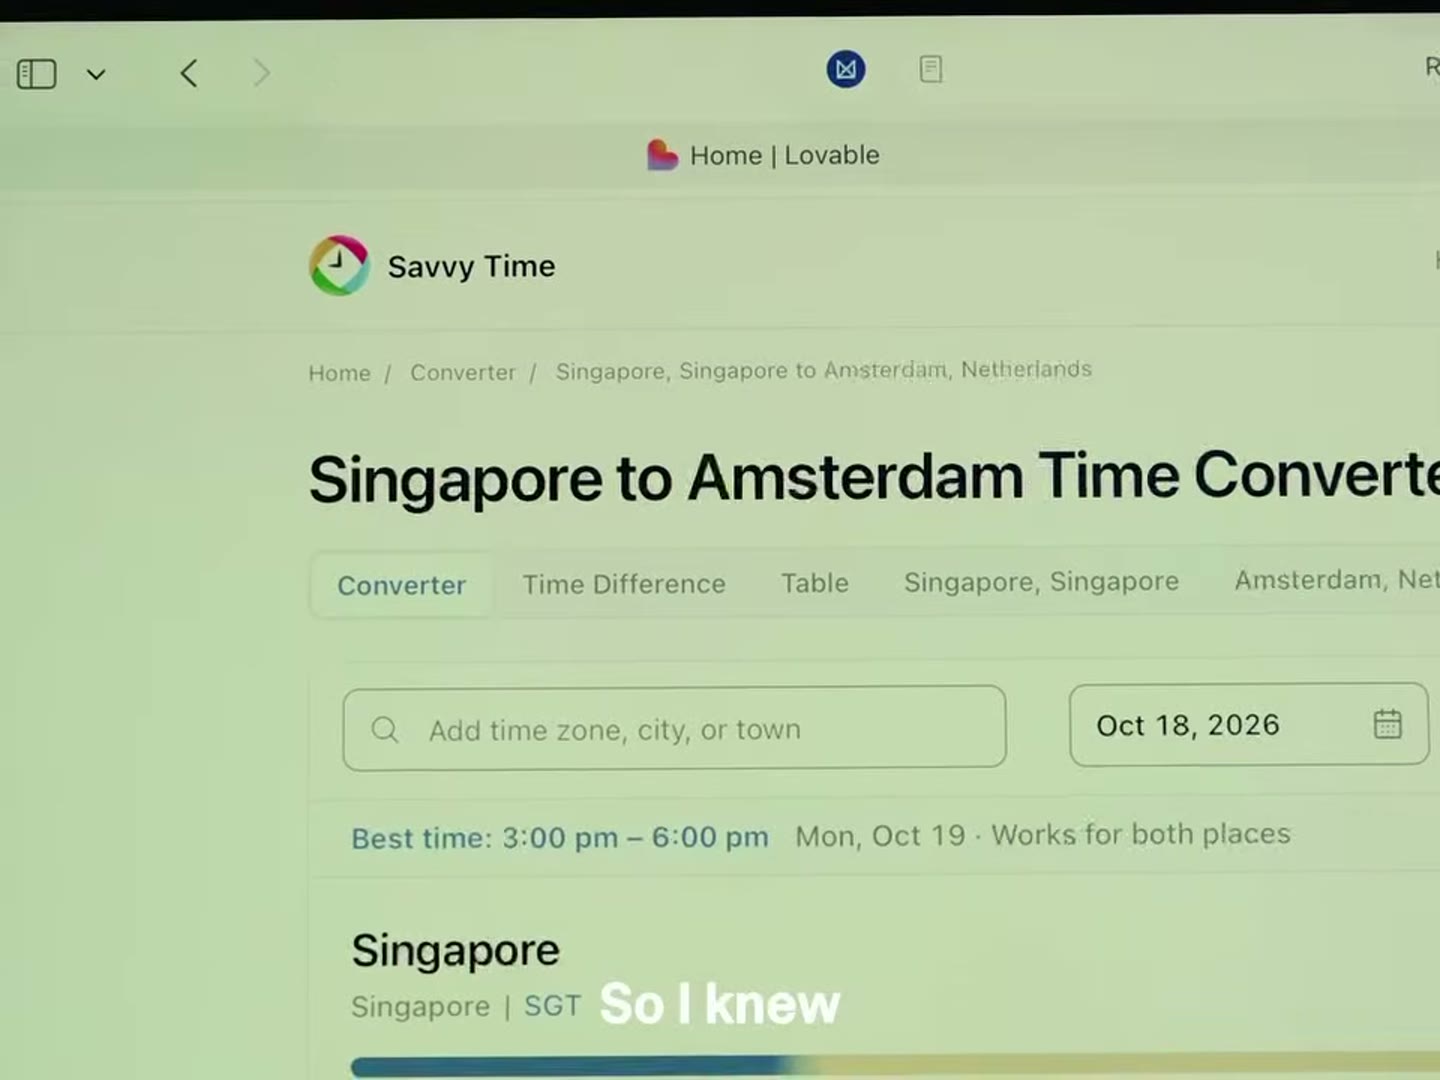 Home | Lovable
Savvy Time
Home / Converter / Singapore, Singapore to Amsterdam, Netherlands
Singapore to Amsterdam Time Converte
Converter Time Difference Table Singapore, Singapore Amsterdam, Net
Add time zone, city, or town Oct 18, 2026
Best time: 3:00 pm – 6:00 pm Mon, Oct 19 · Works for both places
Singapore
Singapore | SGT
So I knew